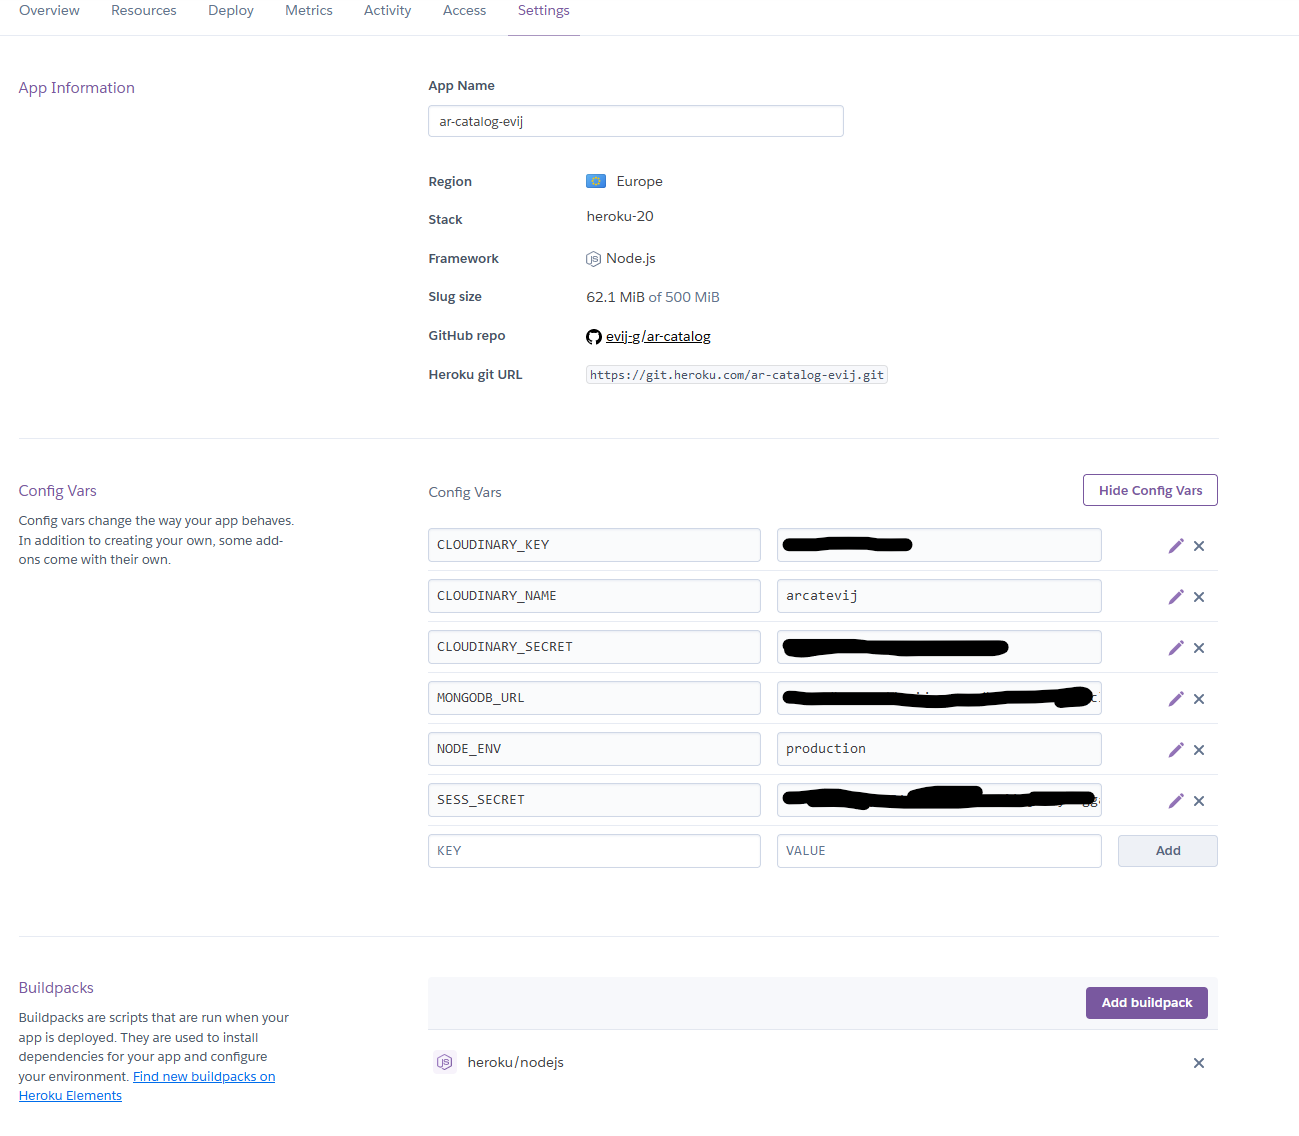 Overview Resources Deploy Metrics Activity Access Settings
App Information
App Name
ar-catalog-evij
Region Europe
Stack heroku-20
Framework Node.js
Slug size 62.1 MiB of 500 MiB
GitHub repo evij-g/ar-catalog
Heroku git URL https://git.heroku.com/ar-catalog-evij.git
Config Vars
Config vars change the way your app behaves.
In addition to creating your own, some add-
ons come with their own.
Config Vars Hide Config Vars
CLOUDINARY_KEY
CLOUDINARY_NAME arcatevij
CLOUDINARY_SECRET
MONGODB_URL
NODE_ENV production
SESS_SECRET
KEY VALUE Add
Buildpacks
Buildpacks are scripts that are run when your
app is deployed. They are used to install
dependencies for your app and configure
your environment. Find new buildpacks on
Heroku Elements
Add buildpack
heroku/nodejs